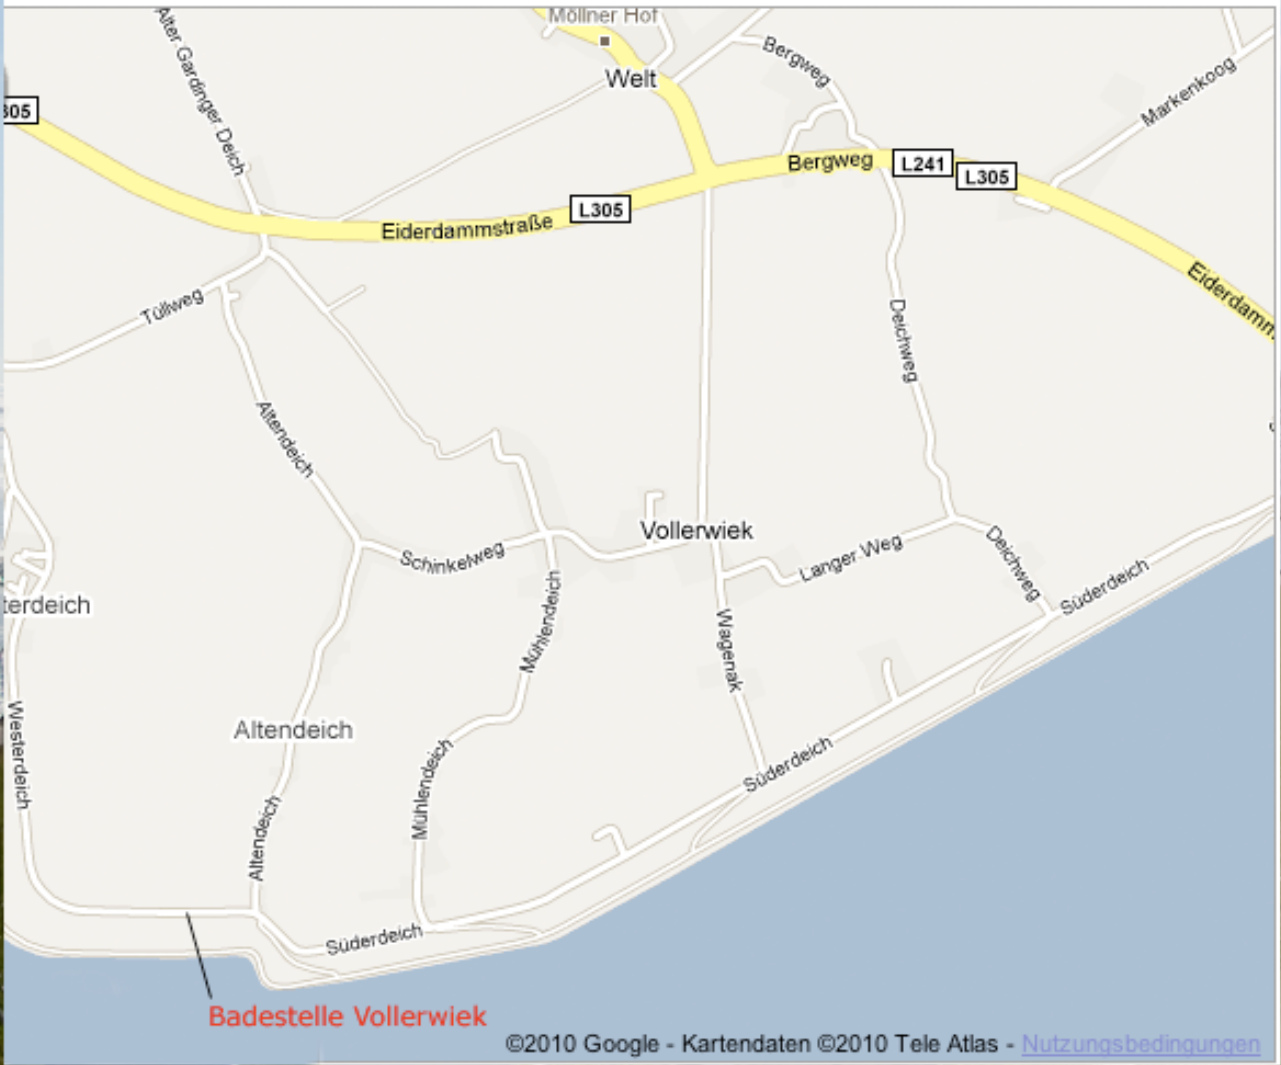 Möllner Hof
Alter Gardinger Deich
Welt
Bergweg
Markenkoog
305
Bergweg
L241
L305
L305
Eiderdammstraße
Eiderdamm
Tüllweg
Deichweg
Altendeich
Vollerwiek
Schinkelweg
Langer Weg
Deichweg
Süderdeich
terdeich
Mühlendeich
Wagenak
Altendeich
Westerdeich
Mühlendeich
Süderdeich
Altendeich
Süderdeich
Badestelle Vollerwiek
©2010 Google - Kartendaten ©2010 Tele Atlas - Nutzungsbedingungen